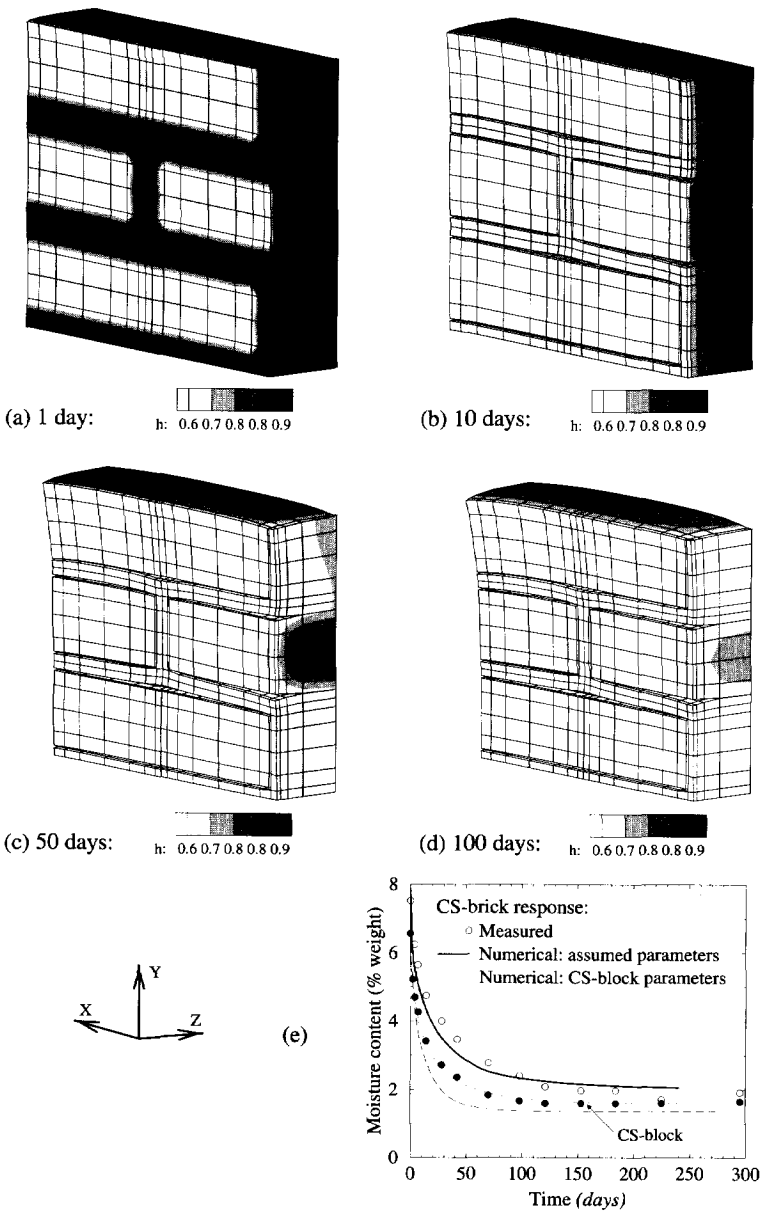 (a) 1 day:
h: 0.6 0.7 0.8 0.8 0.9
(b) 10 days:
h: 0.6 0.7 0.8 0.8 0.9
(c) 50 days:
h: 0.6 0.7 0.8 0.8 0.9
(d) 100 days:
h: 0.6 0.7 0.8 0.8 0.9
X
Y
Z
(e)
Moisture content (% weight)
8
6
4
2
0
CS-brick response:
Measured
Numerical: assumed parameters
Numerical: CS-block parameters
CS-block
0 50 100 150 200 250 300
Time (days)